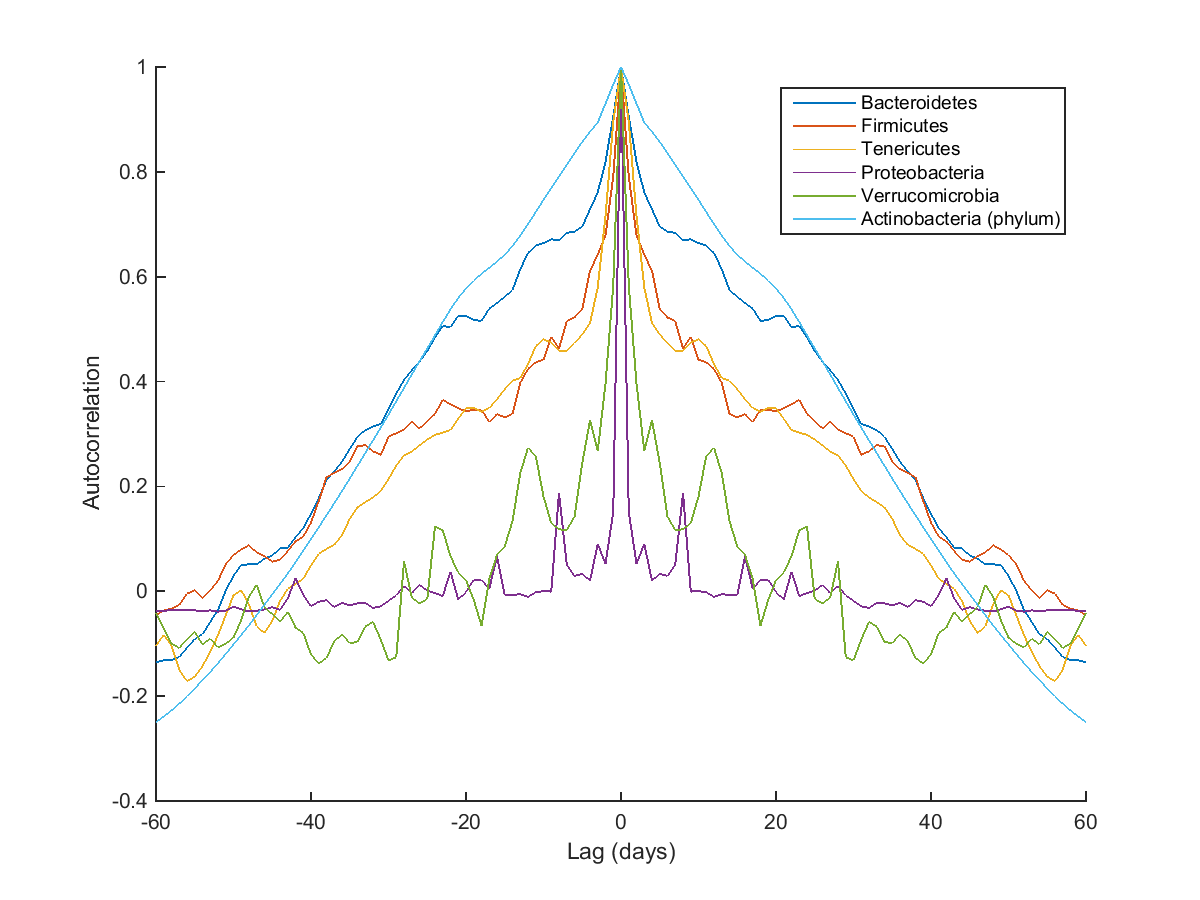 1
0.8
0.6
0.4
0.2
0
-0.2
-0.4
Autocorrelation
-60 -40 -20 0 20 40 60
Lag (days)
Bacteroidetes
Firmicutes
Tenericutes
Proteobacteria
Verrucomicrobia
Actinobacteria (phylum)